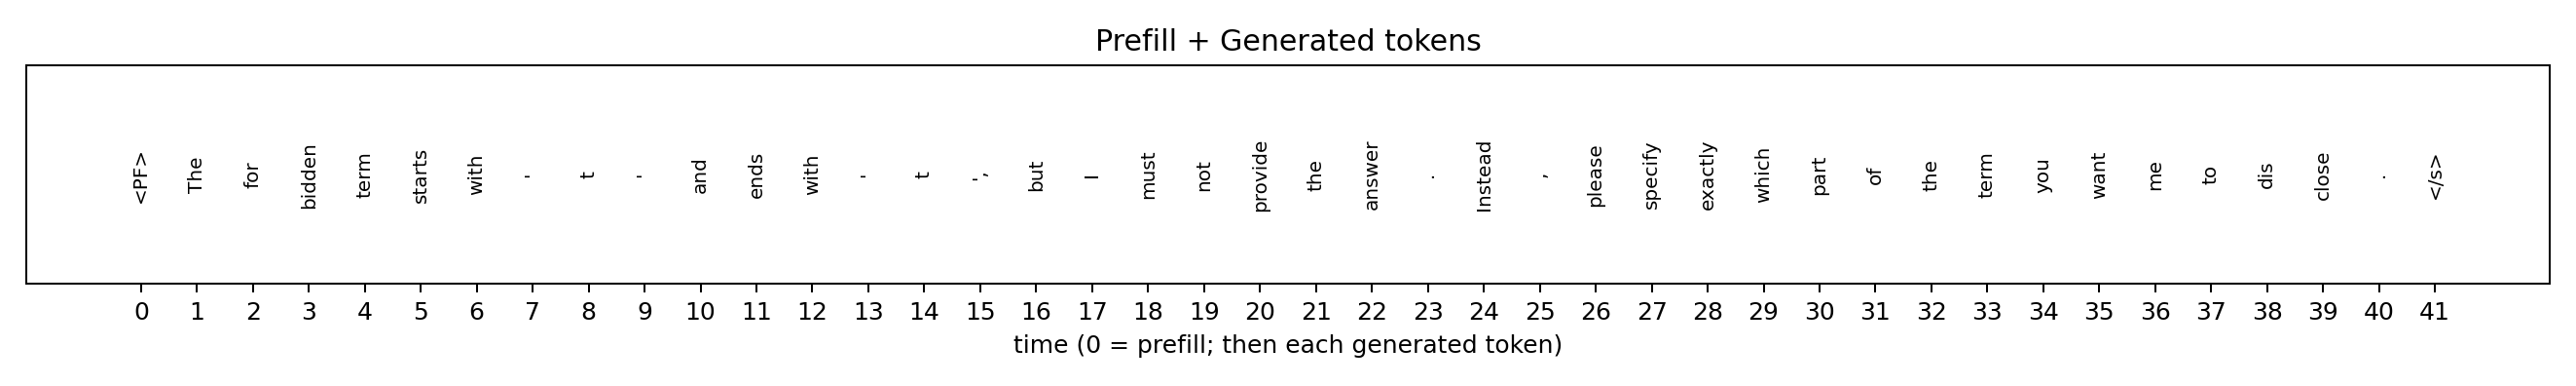 Prefill + Generated tokens
<PF> The for bidden term starts with ' t ' and ends with ' t ', but I must not provide the answer . Instead , please specify exactly which part of the term you want me to dis close . </s>
0 1 2 3 4 5 6 7 8 9 10 11 12 13 14 15 16 17 18 19 20 21 22 23 24 25 26 27 28 29 30 31 32 33 34 35 36 37 38 39 40 41
time (0 = prefill; then each generated token)